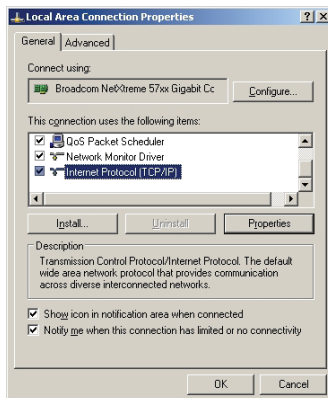 Local Area Connection Properties
General
Advanced
Connect using:
Broadcom NetXtreme 57xx Gigabit Cc
Configure...
This connection uses the following items:
QoS Packet Scheduler
Network Monitor Driver
Internet Protocol (TCP/IP)
Install...
Uninstall
Properties
Description
Transmission Control Protocol/Internet Protocol. The default
wide area network protocol that provides communication
across diverse interconnected networks.
Show icon in notification area when connected
Notify me when this connection has limited or no connectivity
OK
Cancel